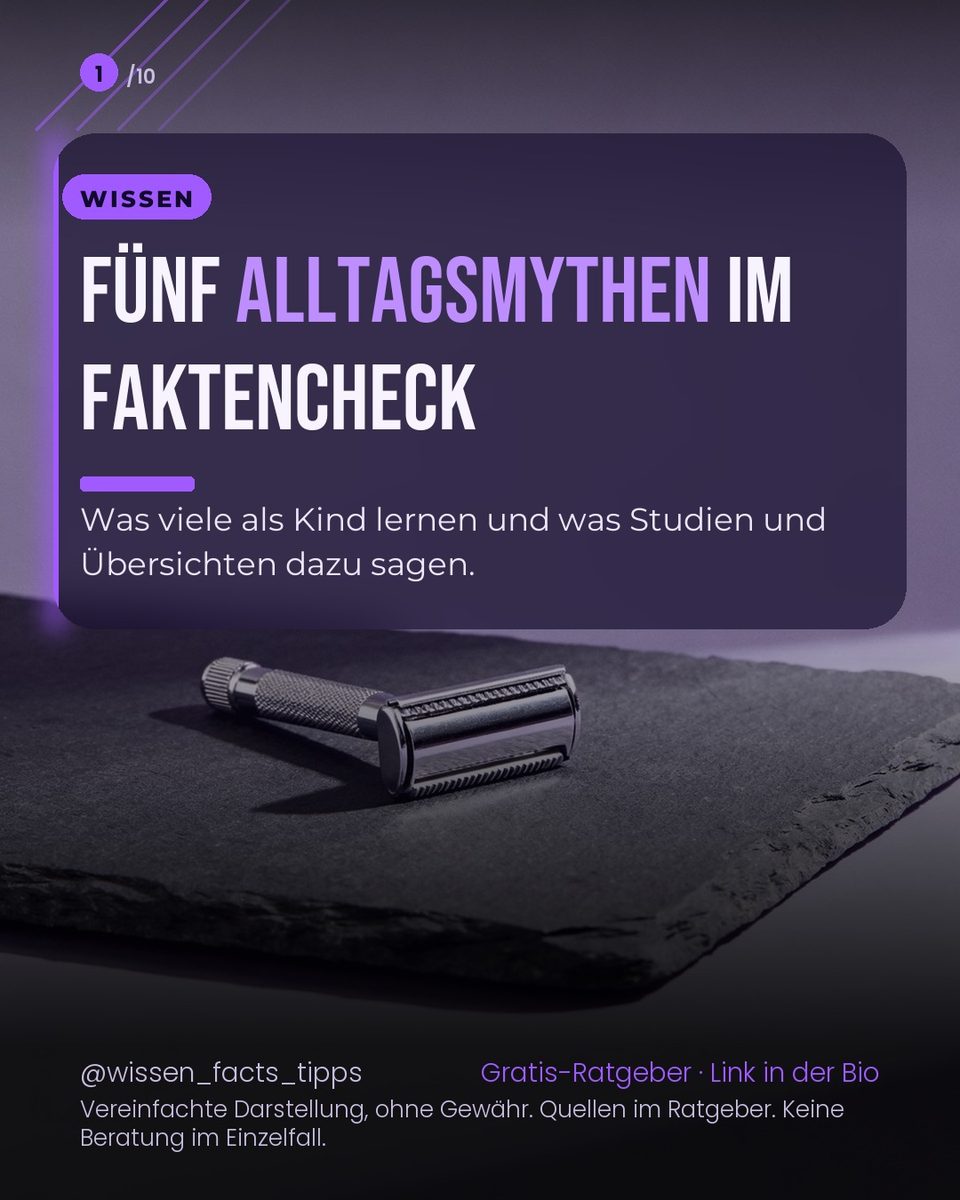 1 /10
WISSEN
FÜNF ALLTAGSMYTHEN IM
FAKTENCHECK
Was viele als Kind lernen und was Studien und
Übersichten dazu sagen.
@wissen_facts_tipps Gratis-Ratgeber · Link in der Bio
Vereinfachte Darstellung, ohne Gewähr. Quellen im Ratgeber. Keine
Beratung im Einzelfall.